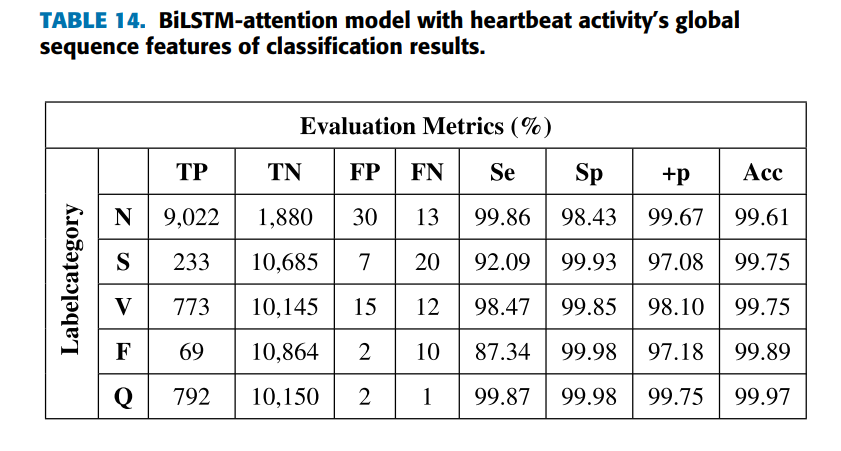 TABLE 14. BiLSTM-attention model with heartbeat activity's global
sequence features of classification results.
Evaluation Metrics (%)
TP TN FP FN Se Sp +p Acc
Labelcategory
N 9,022 1,880 30 13 99.86 98.43 99.67 99.61
S 233 10,685 7 20 92.09 99.93 97.08 99.75
V 773 10,145 15 12 98.47 99.85 98.10 99.75
F 69 10,864 2 10 87.34 99.98 97.18 99.89
Q 792 10,150 2 1 99.87 99.98 99.75 99.97